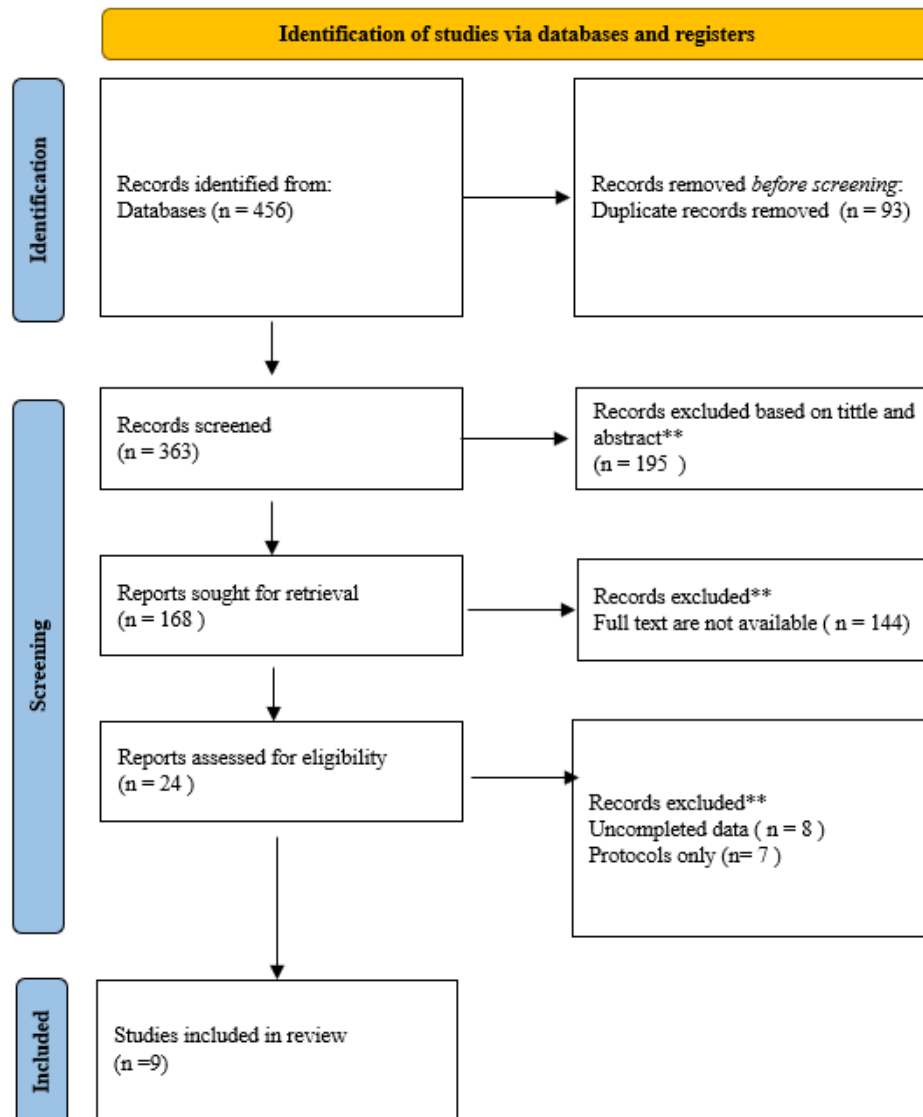 Identification of studies via databases and registers
Identification
Records identified from:
Databases (n = 456)
Records removed before screening:
Duplicate records removed  (n = 93)
Screening
Records screened
(n = 363)
Records excluded based on tittle and
abstract**
(n = 195  )
Reports sought for retrieval
(n = 168 )
Records excluded**
Full text are not available ( n = 144)
Reports assessed for eligibility
(n = 24 )
Records excluded**
Uncompleted data ( n = 8 )
Protocols only (n= 7 )
Included
Studies included in review
(n =9)